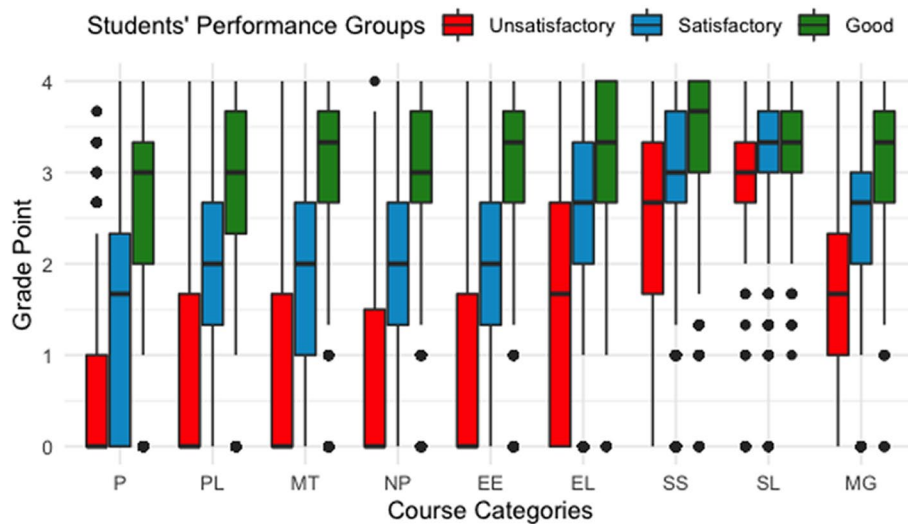 Students' Performance Groups Unsatisfactory Satisfactory Good
4
3
2
1
0
Grade Point
P PL MT NP EE EL SS SL MG
Course Categories